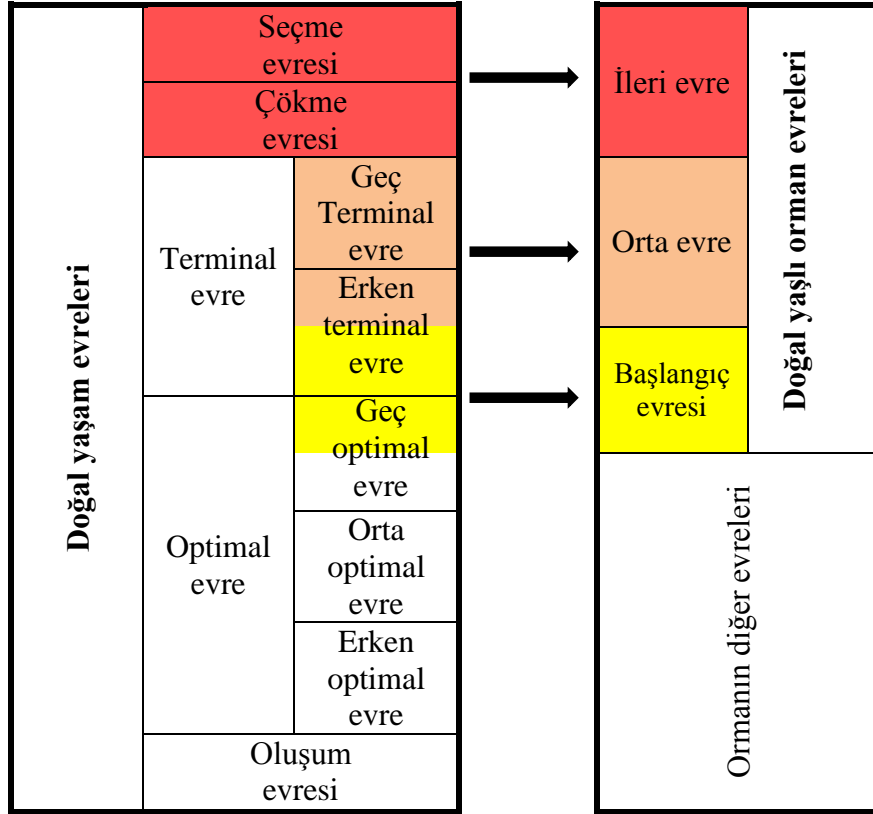 Doğal yaşam evreleri
Seçme
evresi
Çökme
evresi
Terminal
evre
Geç
Terminal
evre
Erken
terminal
evre
Optimal
evre
Geç
optimal
evre
Orta
optimal
evre
Erken
optimal
evre
Oluşum
evresi
İleri evre
Orta evre
Başlangıç
evresi
Doğal yaşlı orman evreleri
Ormanın diğer evreleri